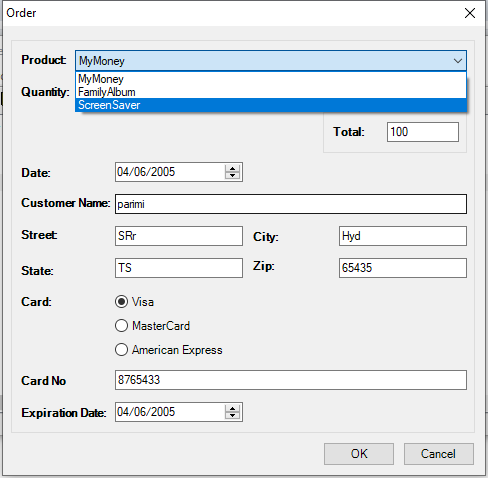 Order
Product: MyMoney
MyMoney
Quantity: FamilyAlbum
ScreenSaver
Total: 100
Date: 04/06/2005
Customer Name: parimi
Street: SRr City: Hyd
State: TS Zip: 65435
Card: Visa
MasterCard
American Express
Card No 8765433
Expiration Date: 04/06/2005
OK Cancel